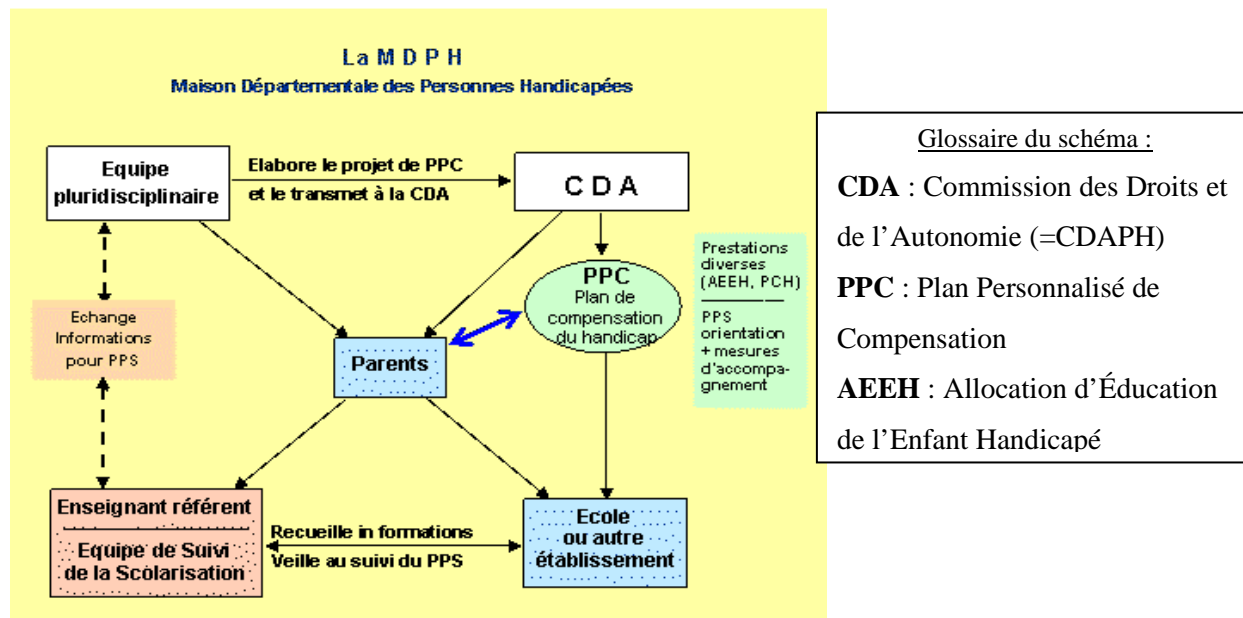 La M D P H
Maison Départementale des Personnes Handicapées
Equipe
pluridisciplinaire
Elabore le projet de PPC
et le transmet à la CDA
C D A
Prestations
diverses
(AEEH, PCH)
PPS
orientation
+ mesures
d'accompa-
gnement
PPC
Plan de
compensation
du handicap
Echange
Informations
pour PPS
Parents
Enseignant référent
Equipe de Suivi
de la Scolarisation
Recueille in formations
Veille au suivi du PPS
Ecole
ou autre
établissement
Glossaire du schéma :
CDA : Commission des Droits et
de l'Autonomie (=CDAPH)
PPC : Plan Personnalisé de
Compensation
AEEH : Allocation d'Éducation
de l'Enfant Handicapé